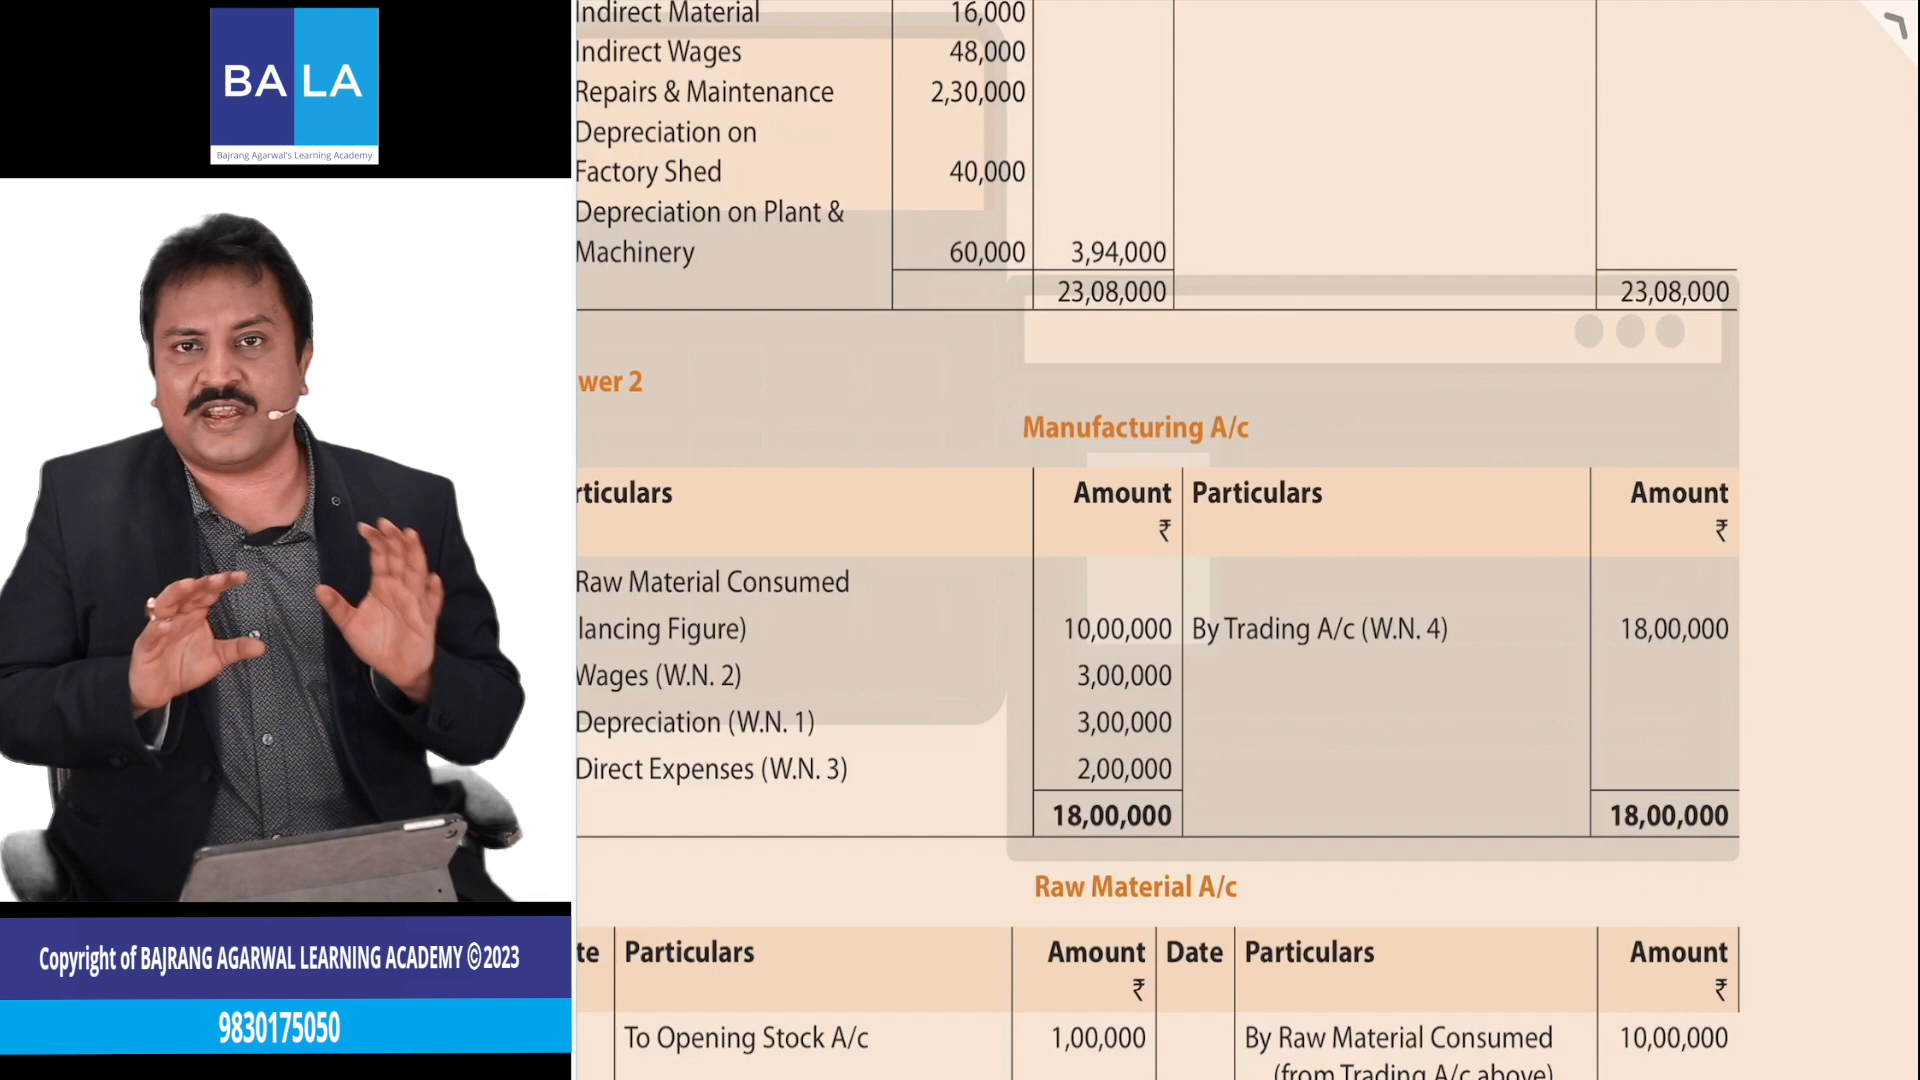 BALA
Bajrang Agarwal's Learning Academy
Copyright of BAJRANG AGARWAL LEARNING ACADEMY ©2023
9830175050
Indirect Material 16,000
Indirect Wages 48,000
Repairs & Maintenance 2,30,000
Depreciation on
Factory Shed 40,000
Depreciation on Plant &
Machinery 60,000 3,94,000
23,08,000 23,08,000
wer 2
Manufacturing A/c
rticulars Amount Particulars Amount
₹ ₹
Raw Material Consumed
lancing Figure) 10,00,000 By Trading A/c (W.N. 4) 18,00,000
Wages (W.N. 2) 3,00,000
Depreciation (W.N. 1) 3,00,000
Direct Expenses (W.N. 3) 2,00,000
18,00,000 18,00,000
Raw Material A/c
te Particulars Amount Date Particulars Amount
₹ ₹
To Opening Stock A/c 1,00,000 By Raw Material Consumed 10,00,000
(from Trading A/c above)